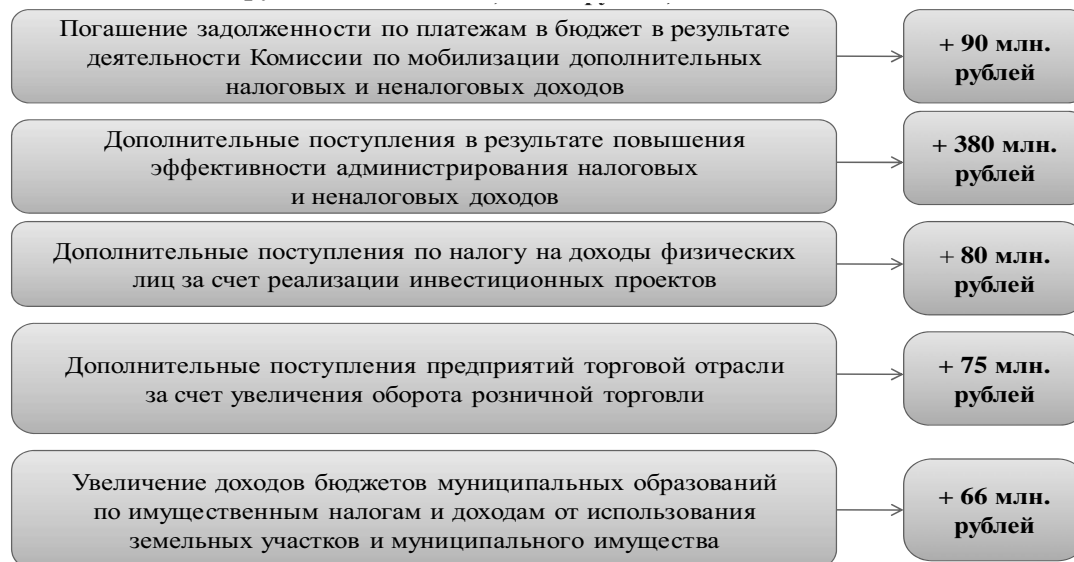 Погашение задолженности по платежам в бюджет в результате
деятельности Комиссии по мобилизации дополнительных
налоговых и неналоговых доходов
+ 90 млн.
рублей
Дополнительные поступления в результате повышения
эффективности администрирования налоговых
и неналоговых доходов
+ 380 млн.
рублей
Дополнительные поступления по налогу на доходы физических
лиц за счет реализации инвестиционных проектов
+ 80 млн.
рублей
Дополнительные поступления предприятий торговой отрасли
за счет увеличения оборота розничной торговли
+ 75 млн.
рублей
Увеличение доходов бюджетов муниципальных образований
по имущественным налогам и доходам от использования
земельных участков и муниципального имущества
+ 66 млн.
рублей